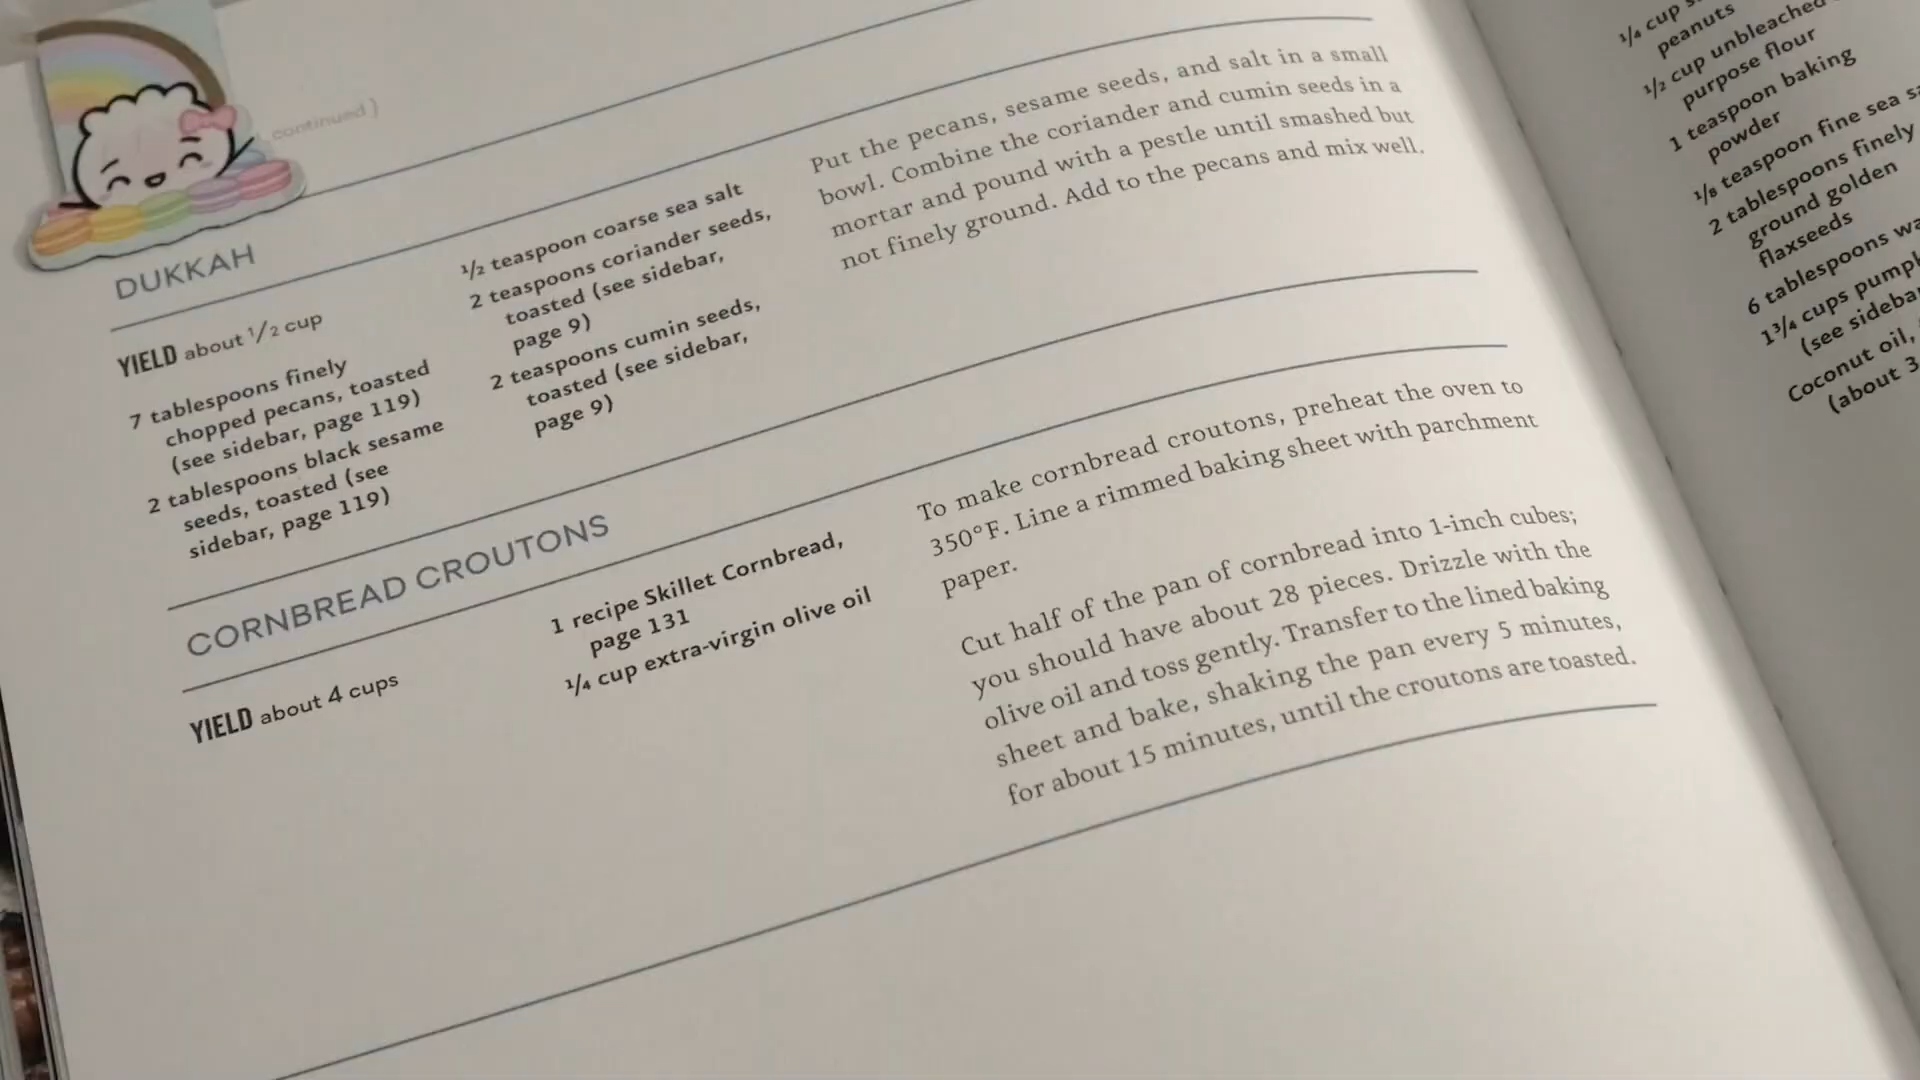 continued )
DUKKAH
YIELD about 1/2 cup
7 tablespoons finely
chopped pecans, toasted
(see sidebar, page 119)
2 tablespoons black sesame
seeds, toasted (see
sidebar, page 119)
1/2 teaspoon coarse sea salt
2 teaspoons coriander seeds,
toasted (see sidebar,
page 9)
2 teaspoons cumin seeds,
toasted (see sidebar,
page 9)
Put the pecans, sesame seeds, and salt in a small
bowl. Combine the coriander and cumin seeds in a
mortar and pound with a pestle until smashed but
not finely ground. Add to the pecans and mix well.
CORNBREAD CROUTONS
YIELD about 4 cups
1 recipe Skillet Cornbread,
page 131
1/4 cup extra-virgin olive oil
To make cornbread croutons, preheat the oven to
350°F. Line a rimmed baking sheet with parchment
paper.
Cut half of the pan of cornbread into 1-inch cubes;
you should have about 28 pieces. Drizzle with the
olive oil and toss gently. Transfer to the lined baking
sheet and bake, shaking the pan every 5 minutes,
for about 15 minutes, until the croutons are toasted.
1/4 cup
peanuts
1/2 cup unbleached
purpose flour
1 teaspoon baking
powder
1/8 teaspoon fine sea
2 tablespoons finely
ground golden
flaxseeds
6 tablespoons
1 3/4 cups
(see
Coconut oil,
(about 3